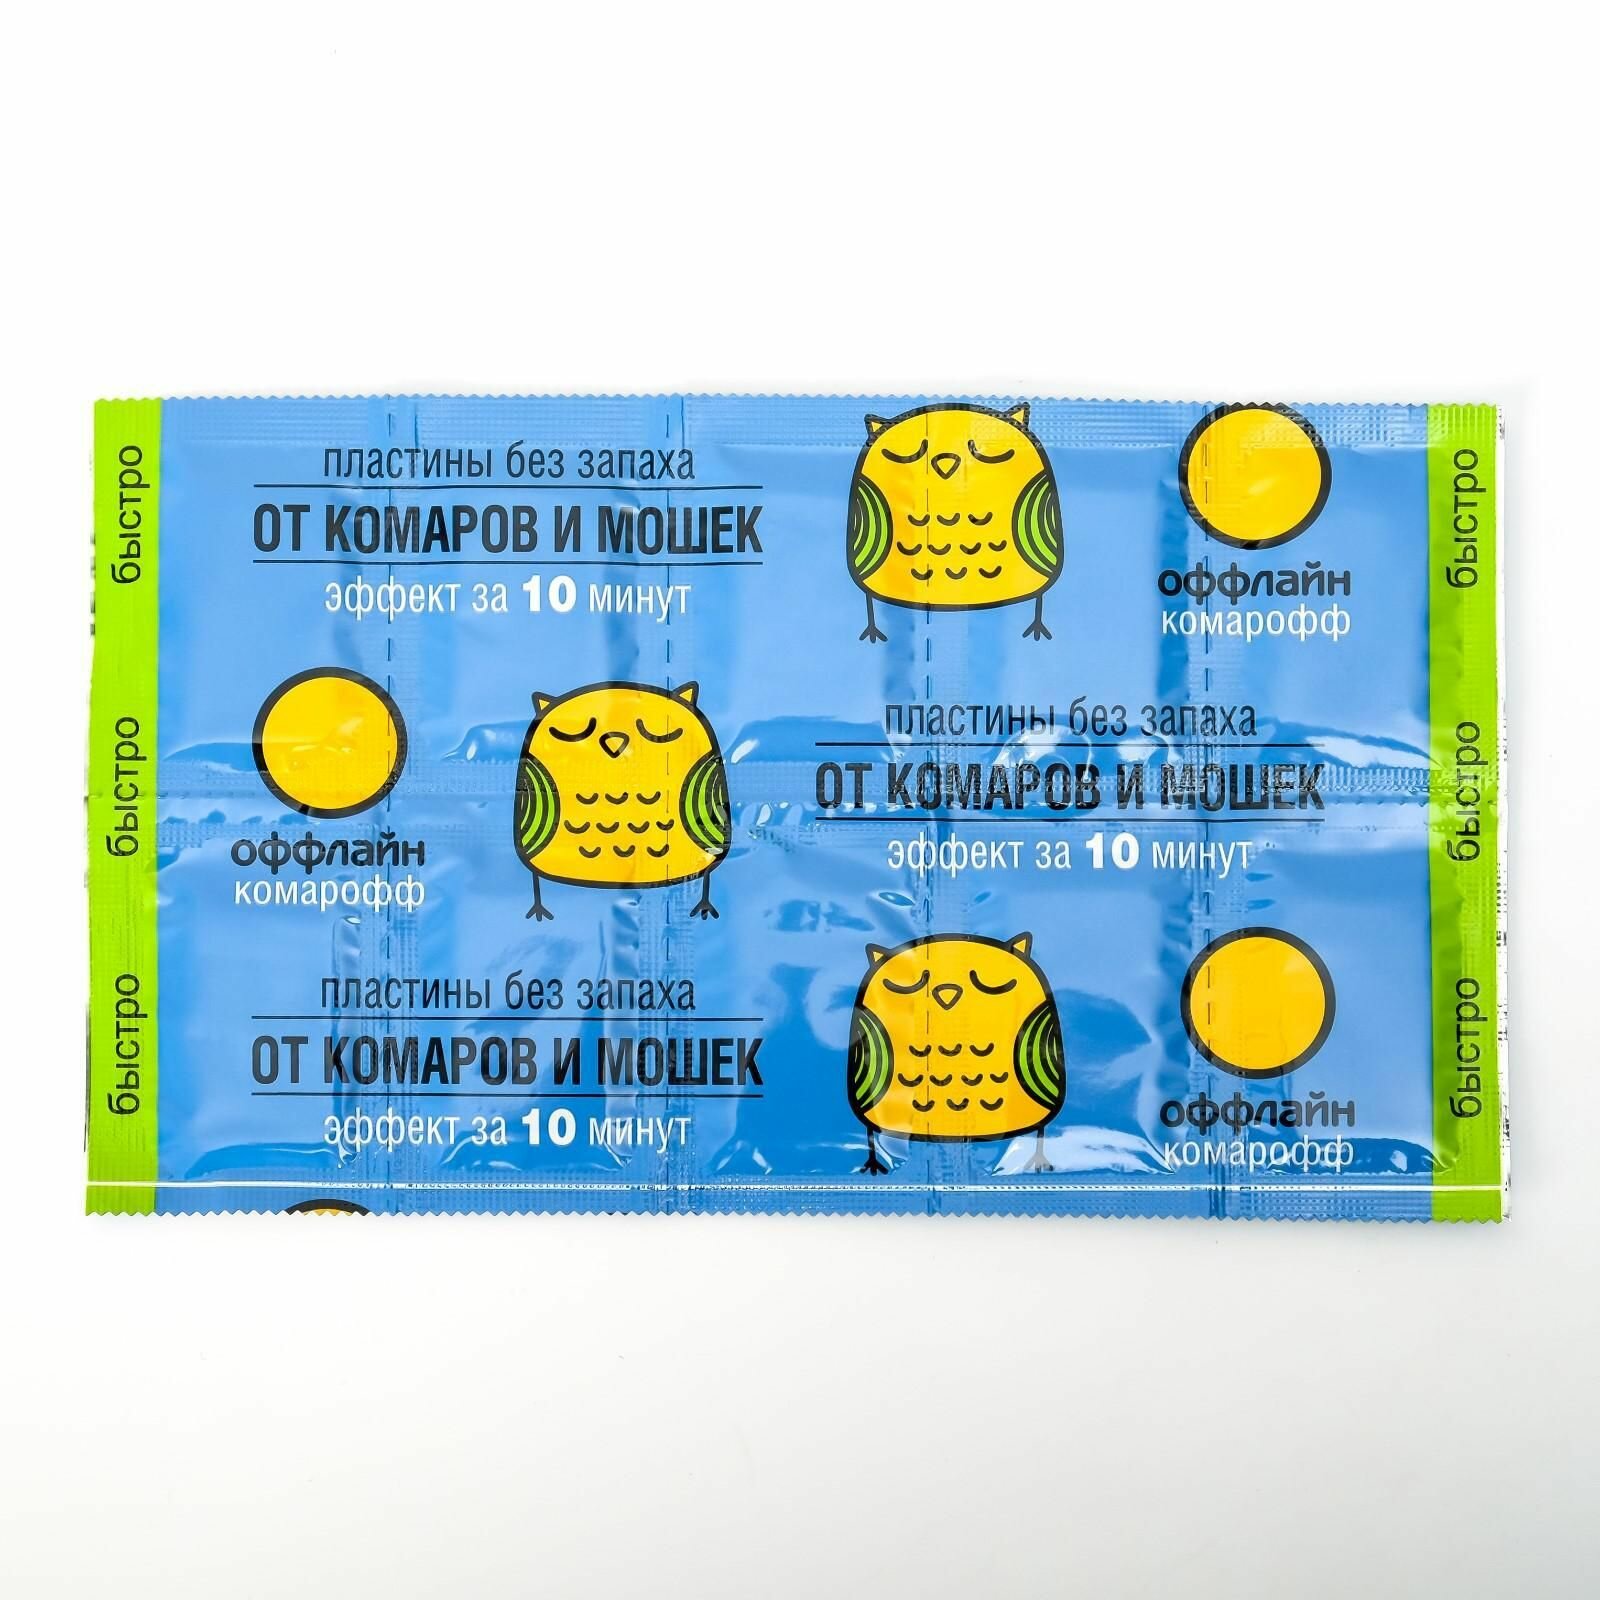 быстро
быстро
быстро
пластины без запаха
ОТ КОМАРОВ И МОШЕК
эффект за 10 минут
оффлайн
комарофф
оффлайн
комарофф
пластины без запаха
ОТ КОМАРОВ И МОШЕК
эффект за 10 минут
пластины без запаха
ОТ КОМАРОВ И МОШЕК
эффект за 10 минут
оффлайн
комарофф
быстро
быстро
быстро